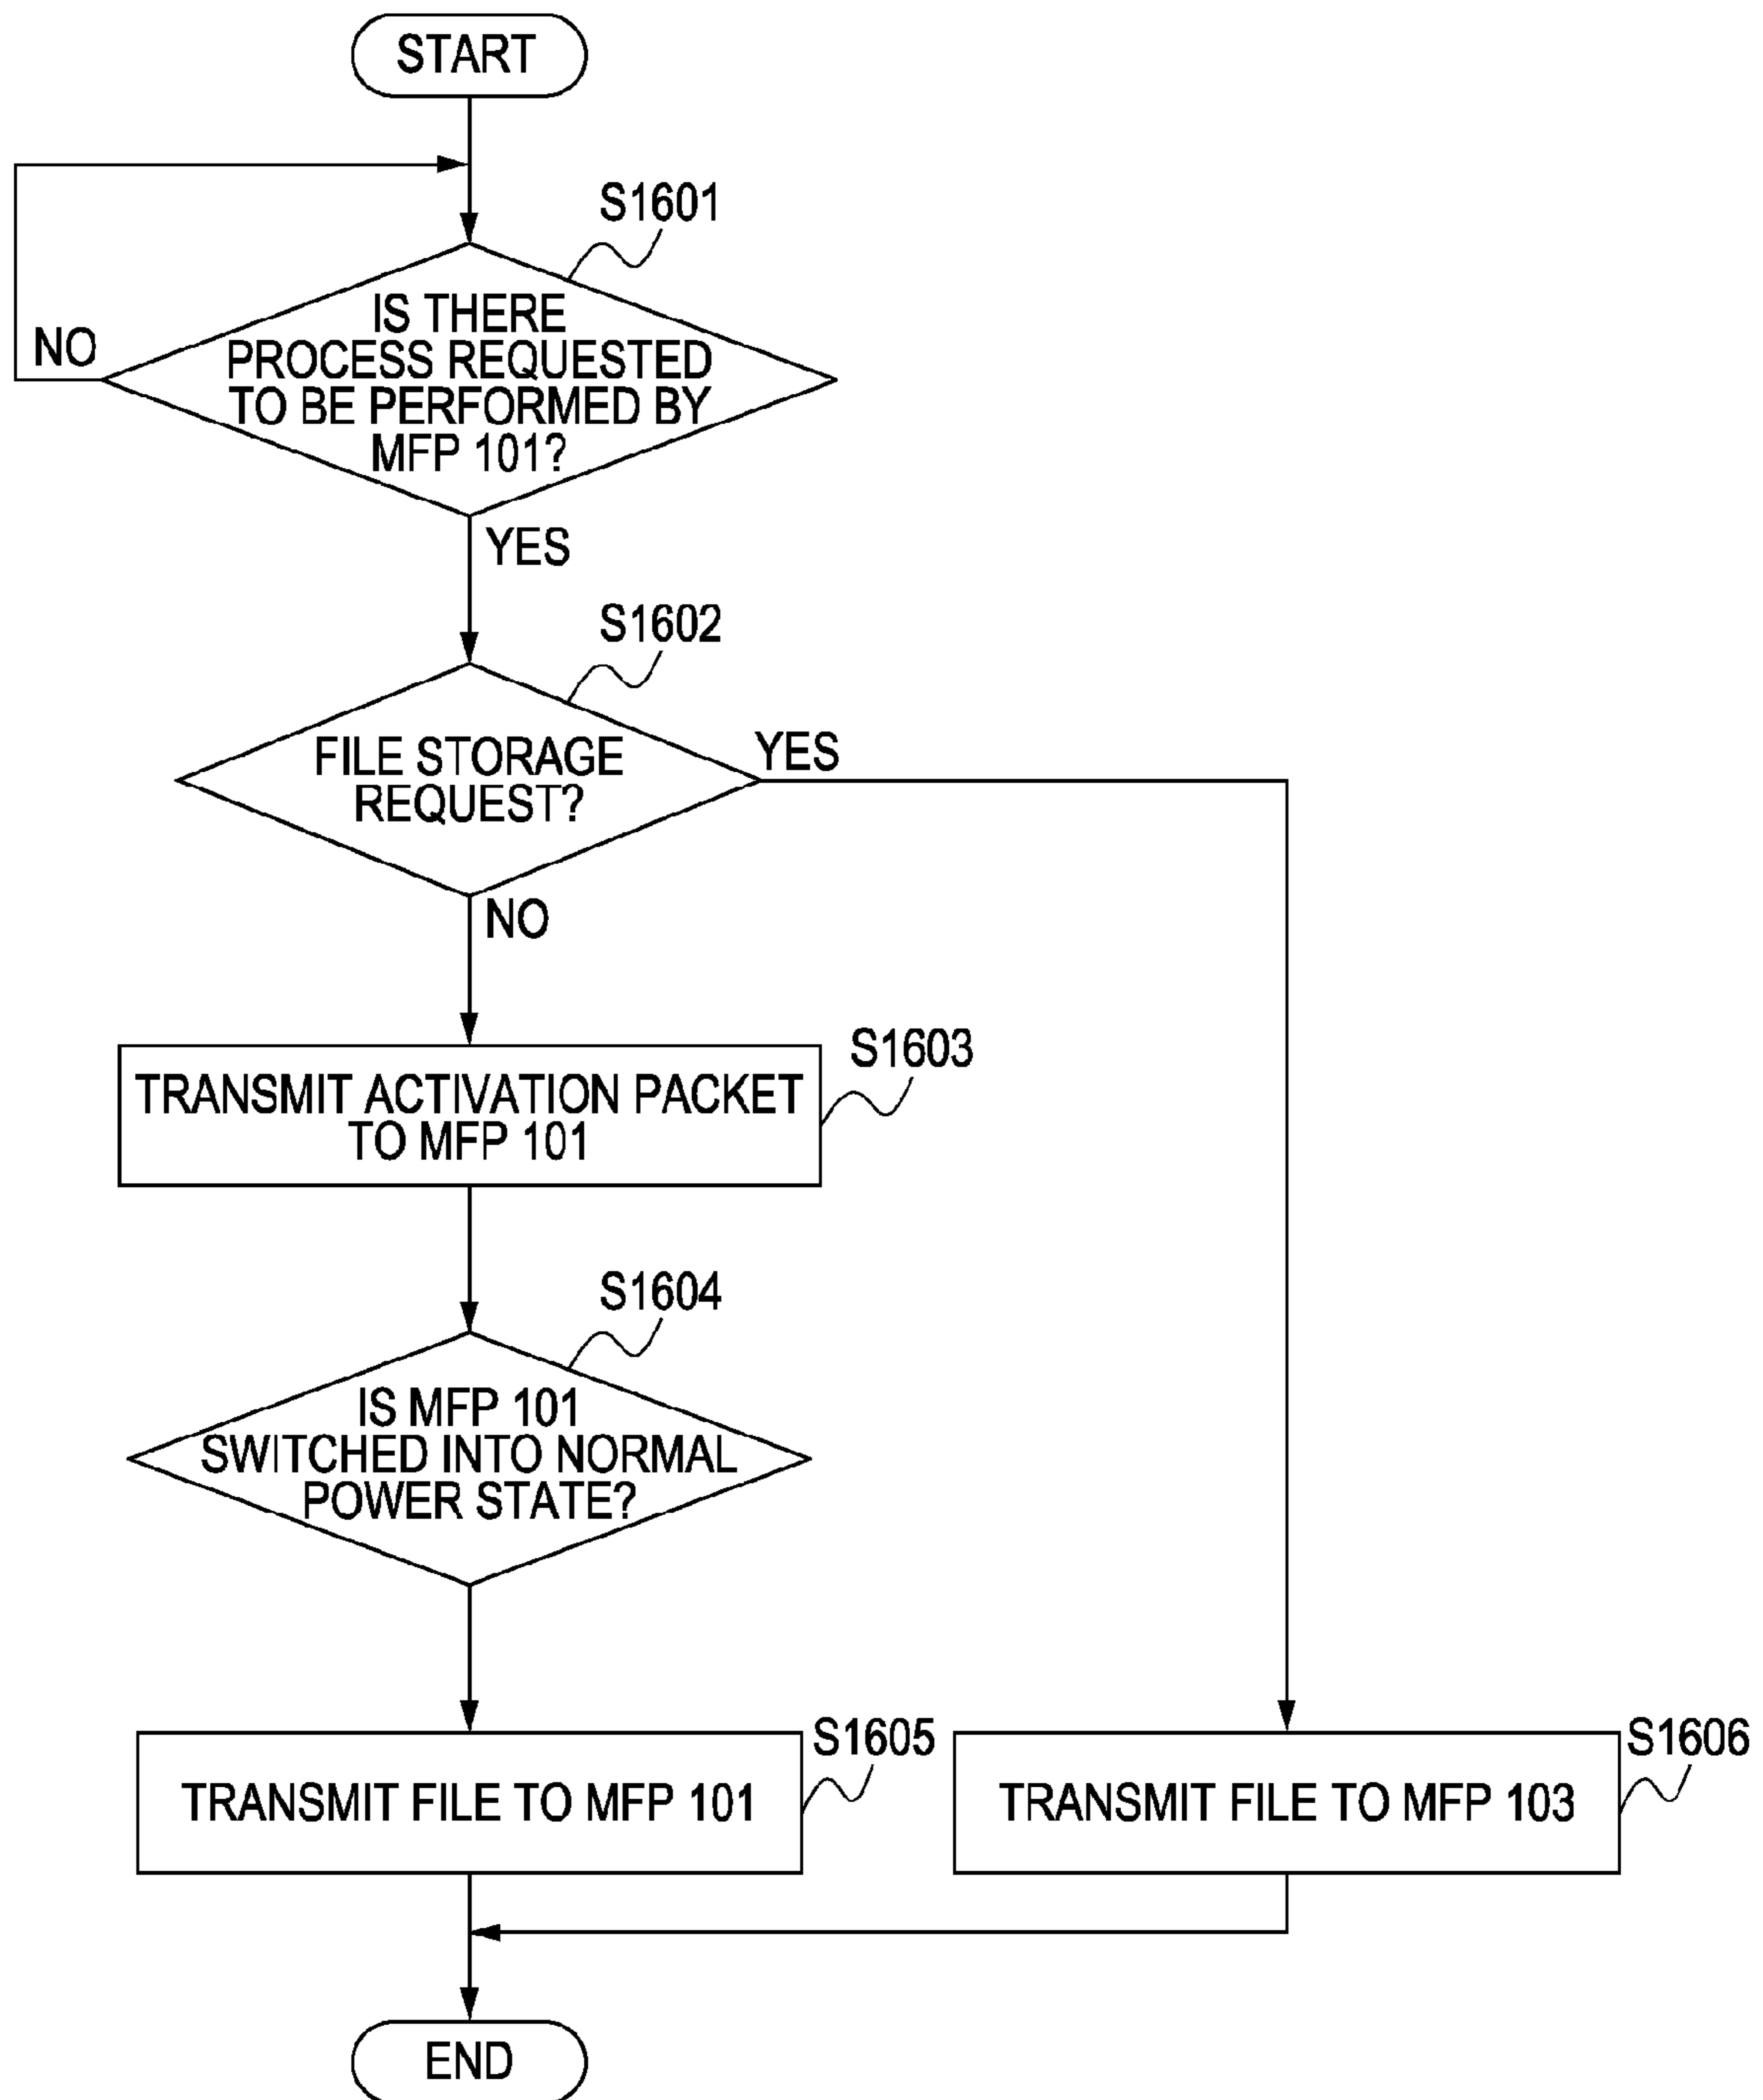 START
S1601
IS THERE
PROCESS REQUESTED
TO BE PERFORMED BY
MFP 101?
NO
YES
S1602
FILE STORAGE
REQUEST?
YES
NO
S1603
TRANSMIT ACTIVATION PACKET
TO MFP 101
S1604
IS MFP 101
SWITCHED INTO NORMAL
POWER STATE?
S1605
TRANSMIT FILE TO MFP 101
S1606
TRANSMIT FILE TO MFP 103
END